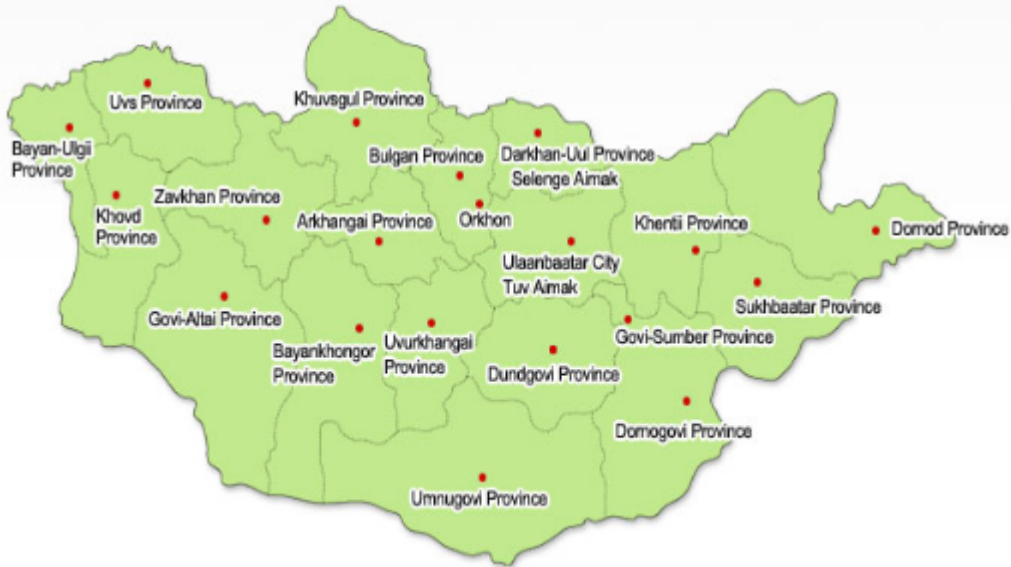 Uvs Province
Khuvsgul Province
Bayan-Ulgii
Province
Bulgan Province
Darkhan-Uul Province
Selenge Aimak
Zavkhan Province
Khovd
Province
Arkhangai Province
Orkhon
Khentii Province
Dornod Province
Ulaanbaatar City
Tuv Aimak
Sukhbaatar Province
Govi-Altai Province
Bayankhongor
Province
Uvurkhangai
Province
Govi-Sumber Province
Dundgovi Province
Dornogovi Province
Umnugovi Province